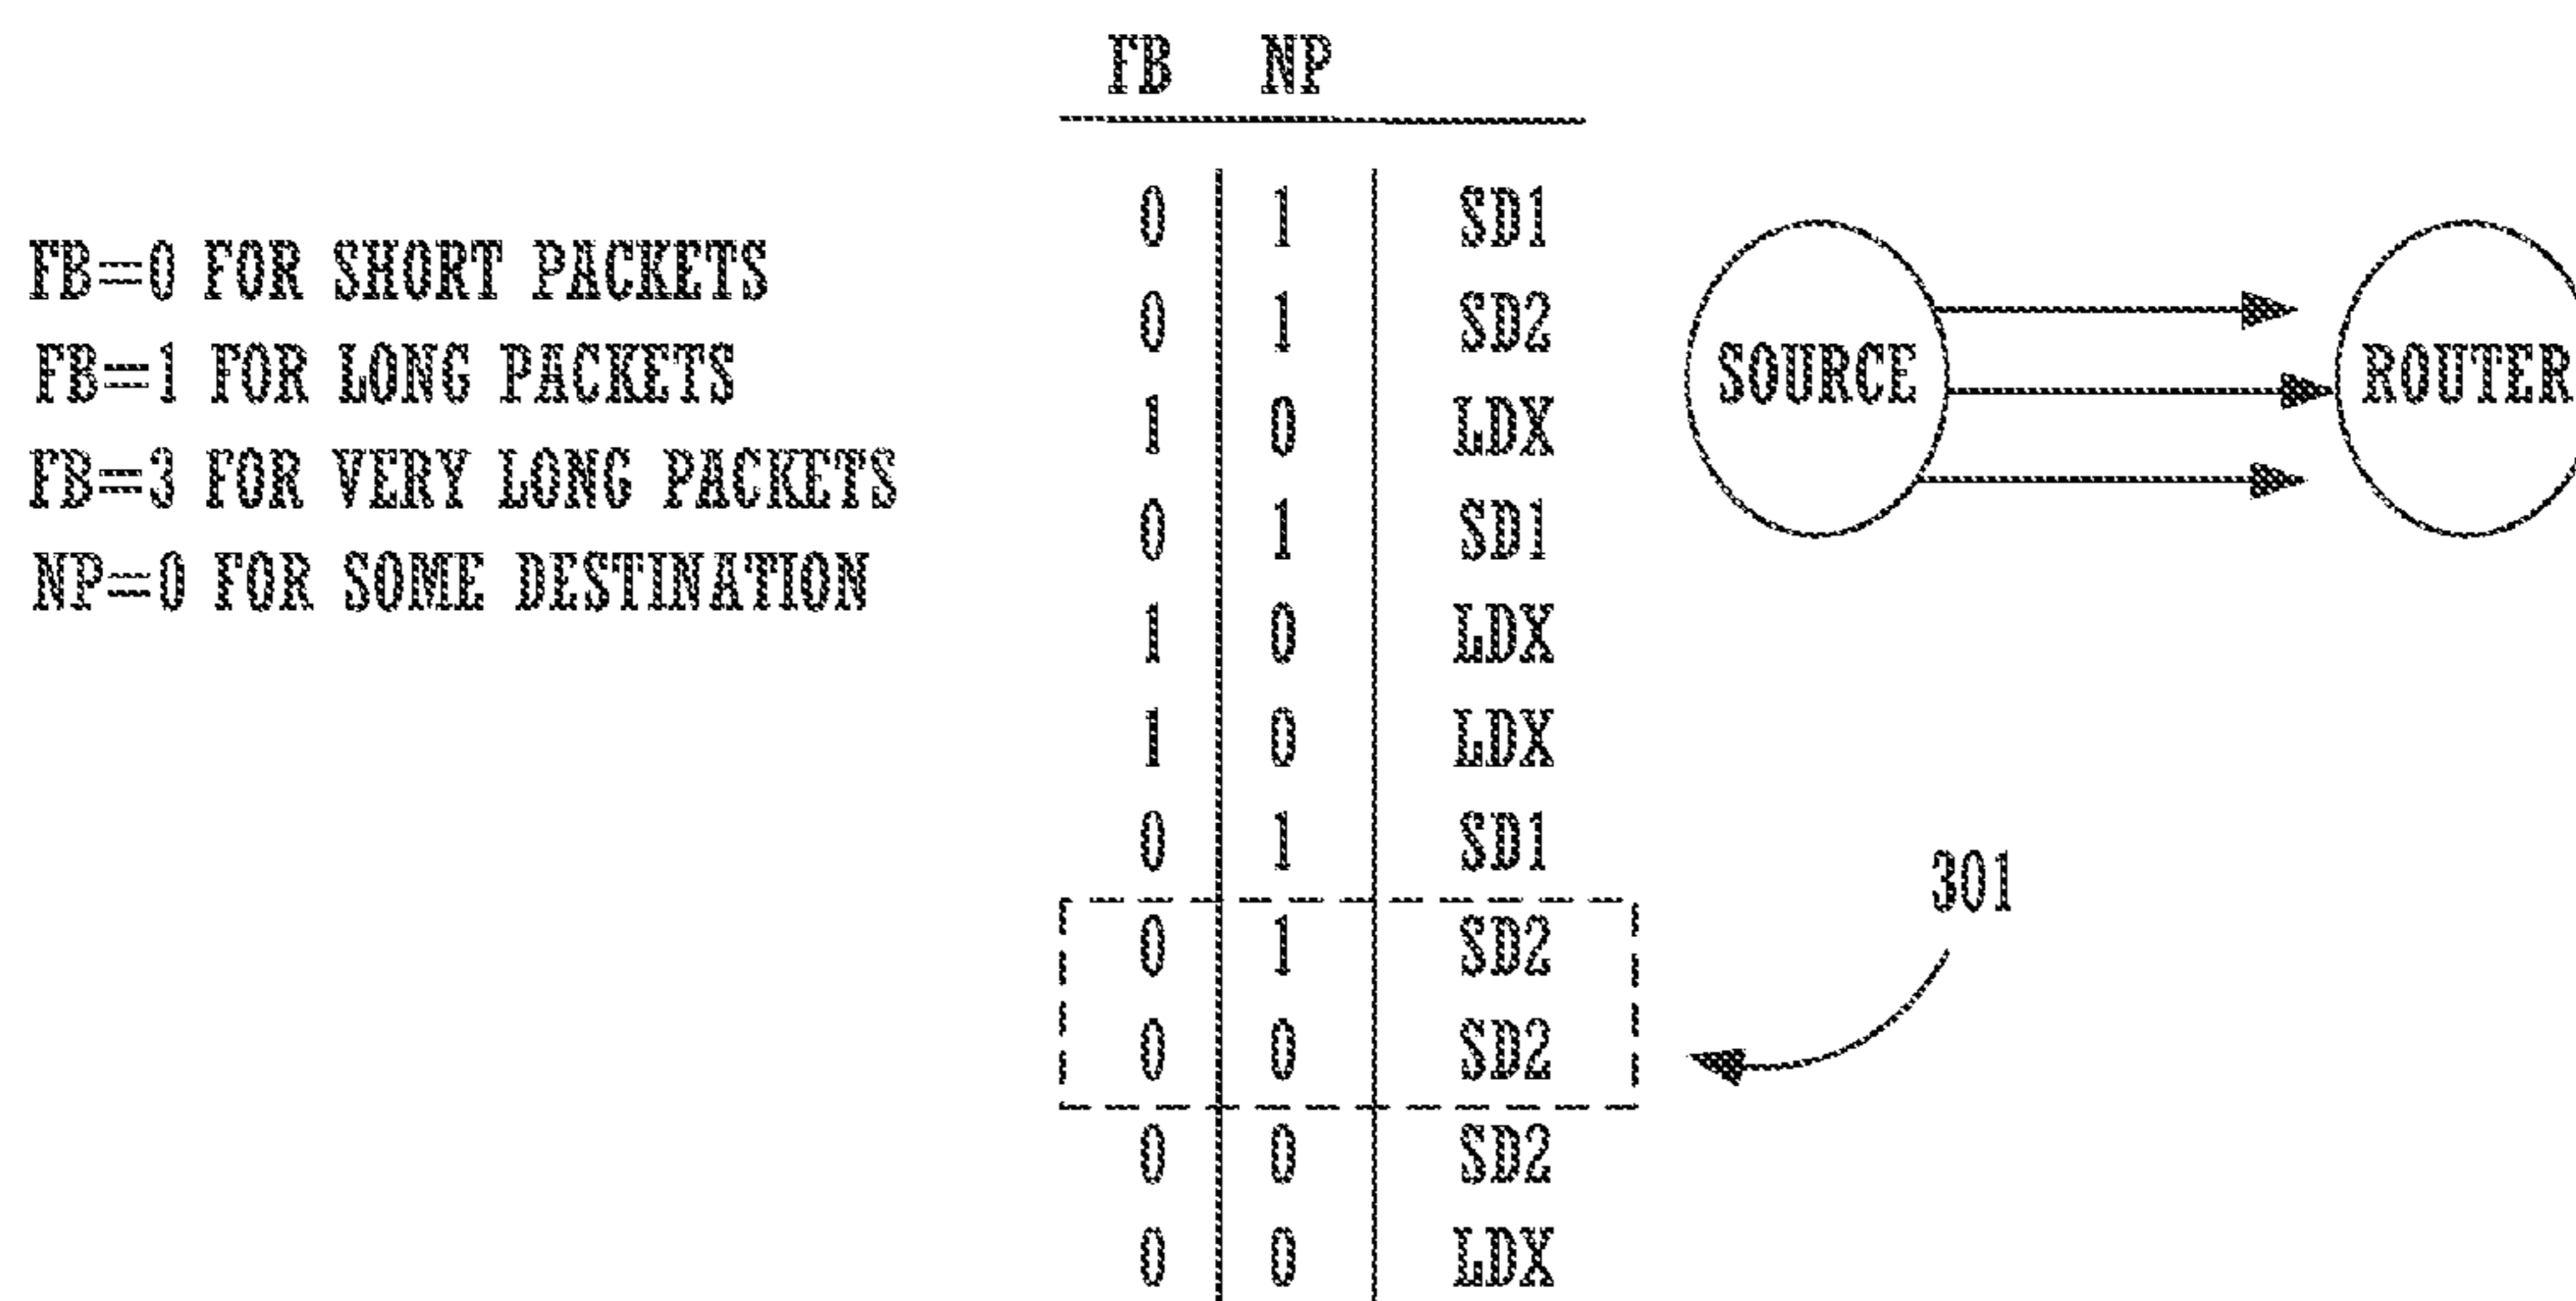 FB=0 FOR SHORT PACKETS
FB=1 FOR LONG PACKETS
FB=3 FOR VERY LONG PACKETS
NP=0 FOR SOME DESTINATION
FB NP
0 1 SD1
0 1 SD2
1 0 LDX
0 1 SD1
1 0 LDX
1 0 LDX
0 1 SD1
0 1 SD2
0 0 SD2
0 0 SD2
0 0 LDX
SOURCE
ROUTER
301